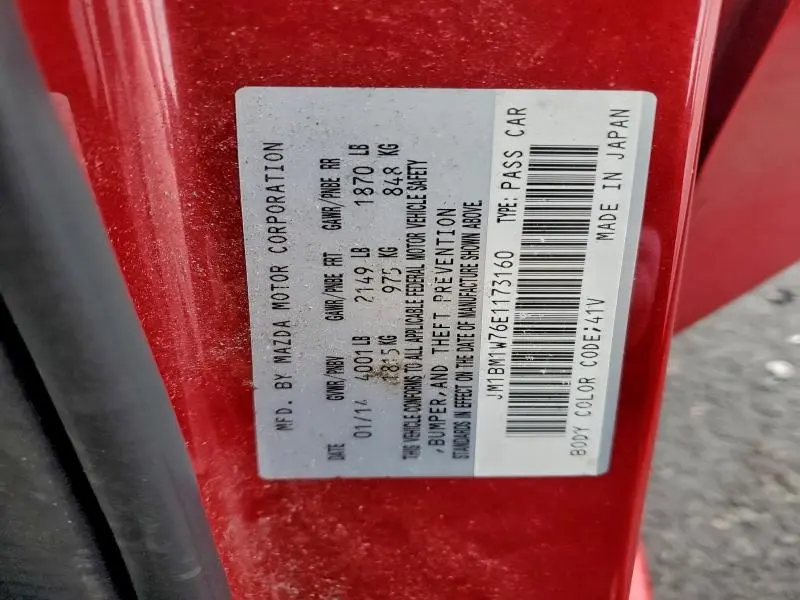 MFD. BY MAZDA MOTOR CORPORATION
DATE GVWR/PNBV GAWR/PNBE FRT GAWR/PNBE RR
01/14 4001 LB 2149 LB 1870 LB
1815 KG 975 KG 848 KG
THIS VEHICLE CONFORMS TO ALL APPLICABLE FEDERAL MOTOR VEHICLE SAFETY
,BUMPER,AND THEFT PREVENTION
STANDARDS IN EFFECT ON THE DATE OF MANUFACTURE SHOWN ABOVE.
JM1BM1W76E1173160 TYPE: PASS CAR
BODY COLOR CODE;41V MADE IN JAPAN